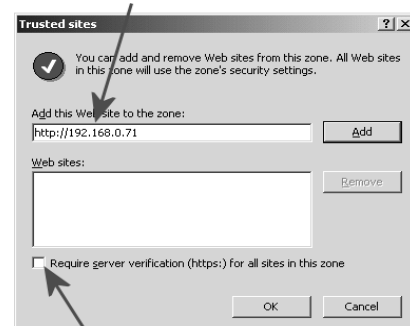 Trusted sites
You can add and remove Web sites from this zone. All Web sites
in this zone will use the zone's security settings.
Add this Web site to the zone:
http://192.168.0.71
Add
Web sites:
Remove
Require server verification (https:) for all sites in this zone
OK
Cancel